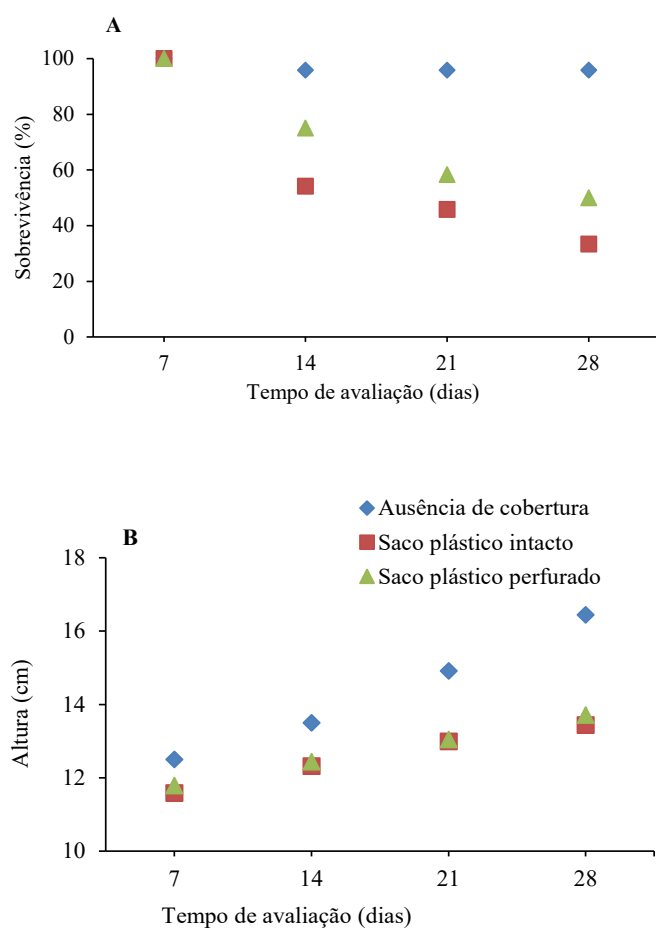 A
100
80
60
40
20
0
Sobrevivência (%)
7 14 21 28
Tempo de avaliação (dias)
Ausência de cobertura
Saco plástico intacto
Saco plástico perfurado
B
18
16
14
12
10
Altura (cm)
7 14 21 28
Tempo de avaliação (dias)